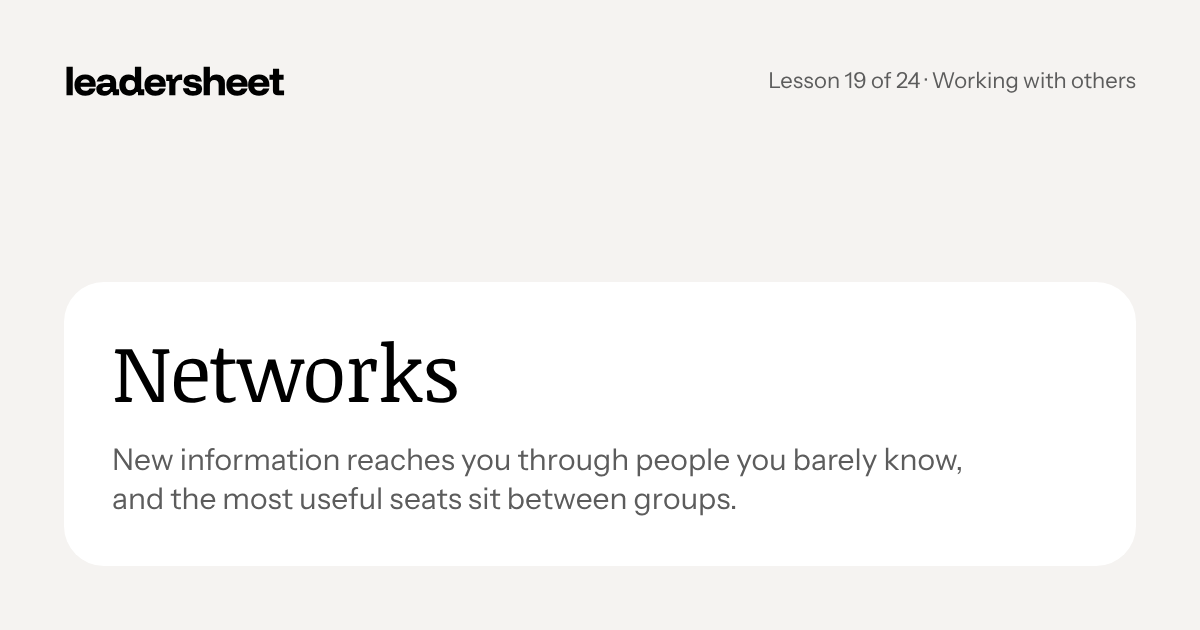 leadersheet
Lesson 19 of 24 · Working with others
Networks
New information reaches you through people you barely know,
and the most useful seats sit between groups.